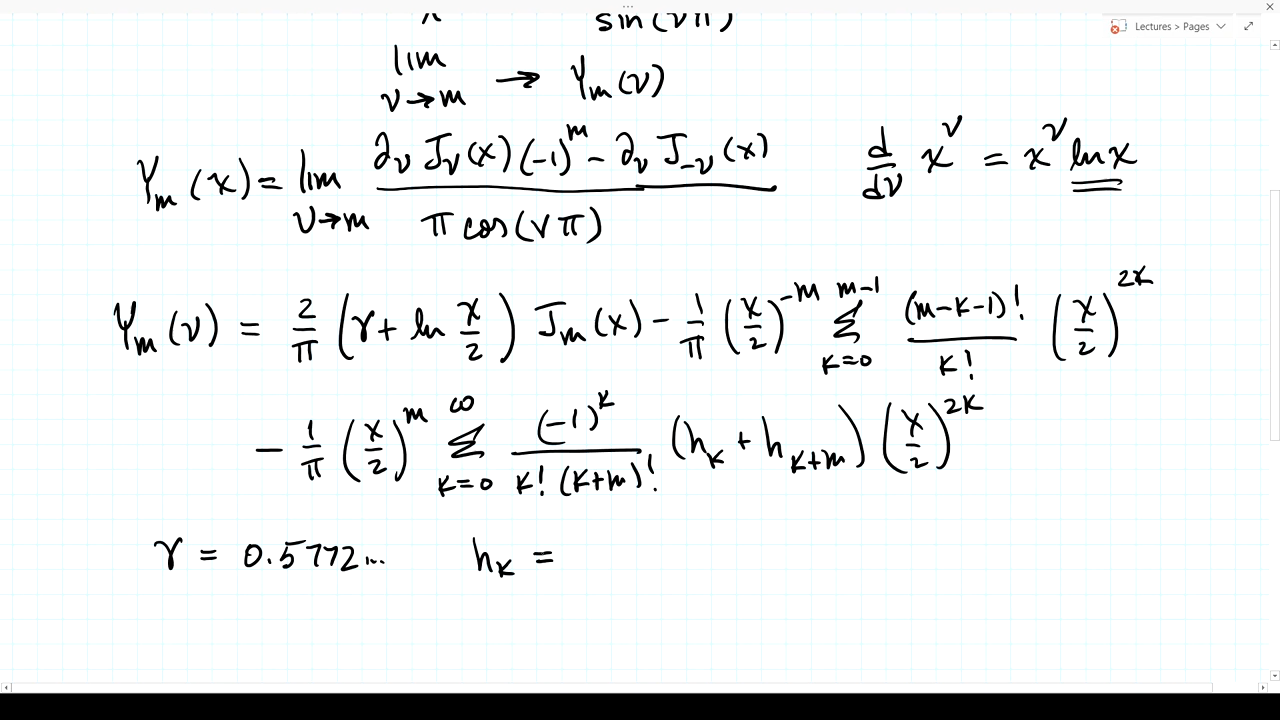 Lectures > Pages
x sin(νπ)
lim ν→m → Y_m(ν)
Y_m(x) = lim ν→m (∂_ν J_ν(x)(-1)^m - ∂_ν J_{-ν}(x)) / (π cos(νπ))
d/dν x^ν = x^ν ln x
Y_m(ν) = 2/π (γ + ln x/2) J_m(x) - 1/π (x/2)^{-m} Σ_{k=0}^{m-1} (m-k-1)!/k! (x/2)^{2k}
- 1/π (x/2)^m Σ_{k=0}^{∞} (-1)^k/(k!(k+m)!) (h_k + h_{k+m}) (x/2)^{2k}
γ = 0.5772... h_k =